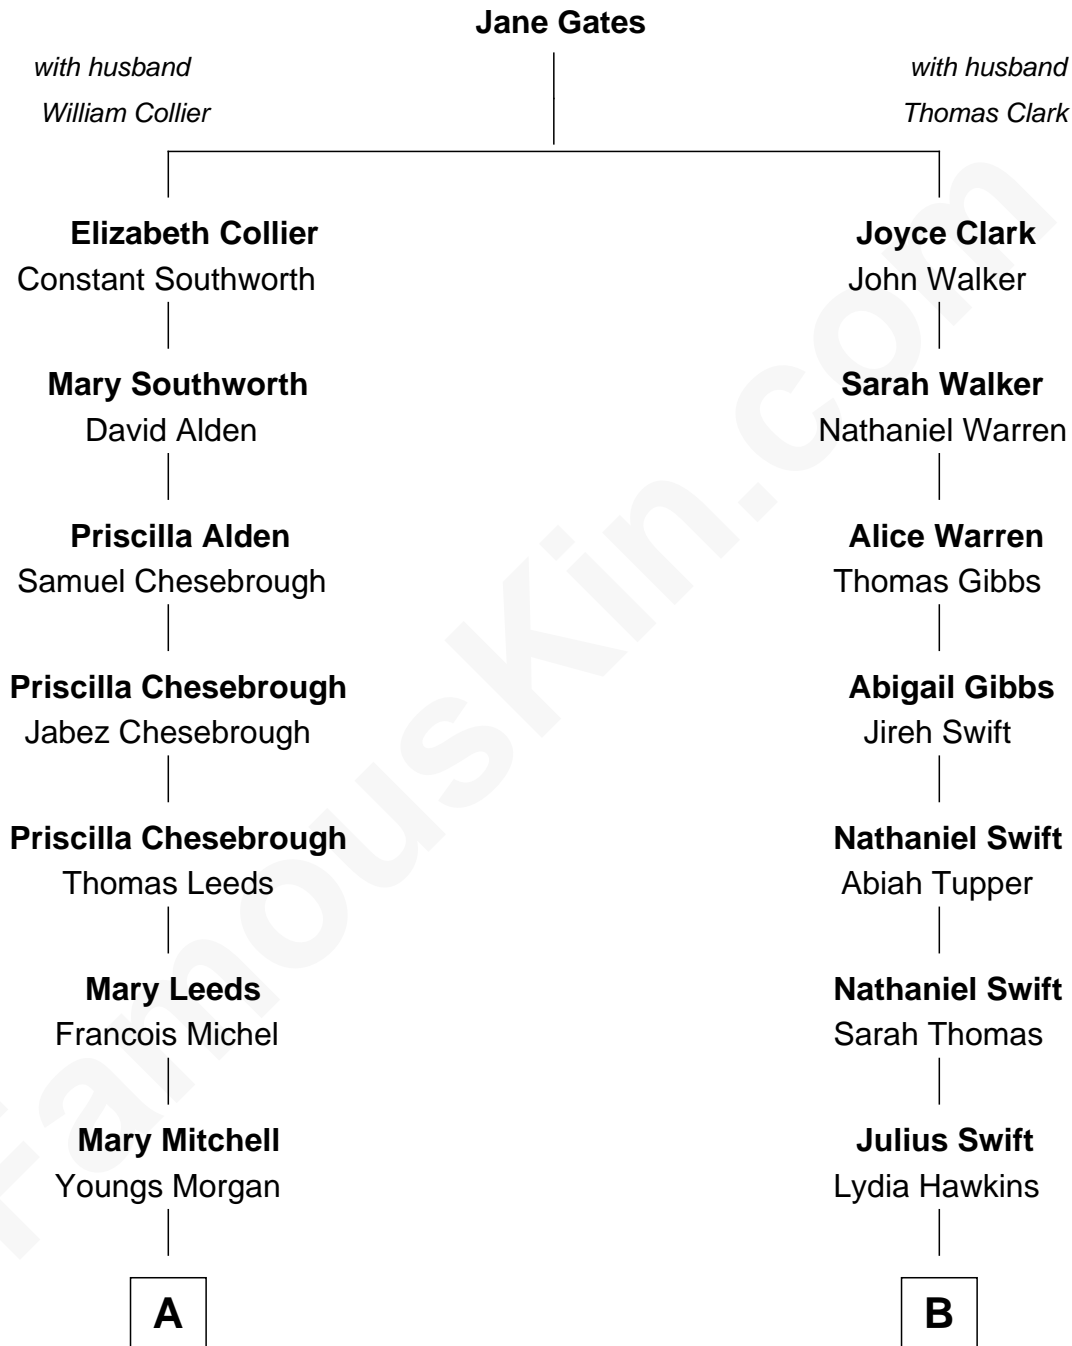 Jane Gates
with husband
William Collier
with husband
Thomas Clark
Elizabeth Collier
Constant Southworth
Joyce Clark
John Walker
Mary Southworth
David Alden
Sarah Walker
Nathaniel Warren
Priscilla Alden
Samuel Chesebrough
Alice Warren
Thomas Gibbs
Priscilla Chesebrough
Jabez Chesebrough
Abigail Gibbs
Jireh Swift
Priscilla Chesebrough
Thomas Leeds
Nathaniel Swift
Abiah Tupper
Mary Leeds
Francois Michel
Nathaniel Swift
Sarah Thomas
Mary Mitchell
Youngs Morgan
Julius Swift
Lydia Hawkins
A
B
FamousKin.com